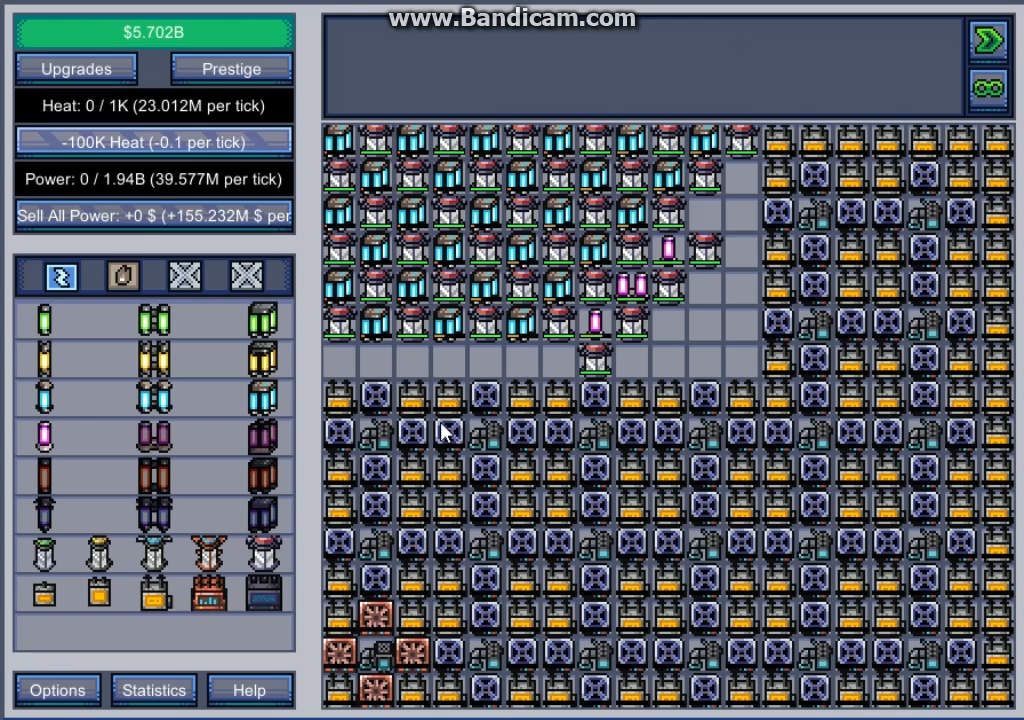 www.Bandicam.com
$5.702B
Upgrades
Prestige
Heat: 0 / 1K (23.012M per tick)
-100K Heat (-0.1 per tick)
Power: 0 / 1.94B (39.577M per tick)
Sell All Power: +0 $ (+155.232M $ per
Options
Statistics
Help